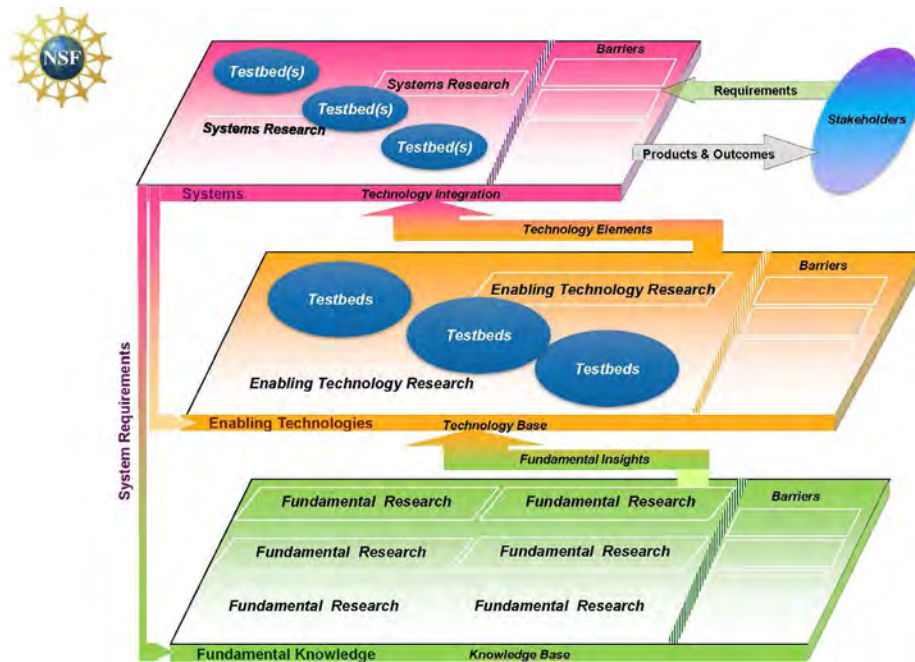 NSF
Testbed(s)
Barriers
Systems Research
Testbed(s)
Requirements
Systems Research
Testbed(s)
Stakeholders
Products & Outcomes
Systems
Technology Integration
Technology Elements
Barriers
Testbeds
Enabling Technology Research
Testbeds
Testbeds
Enabling Technology Research
System Requirements
Enabling Technologies
Technology Base
Fundamental Insights
Fundamental Research
Fundamental Research
Barriers
Fundamental Research
Fundamental Research
Fundamental Research
Fundamental Research
Fundamental Knowledge
Knowledge Base